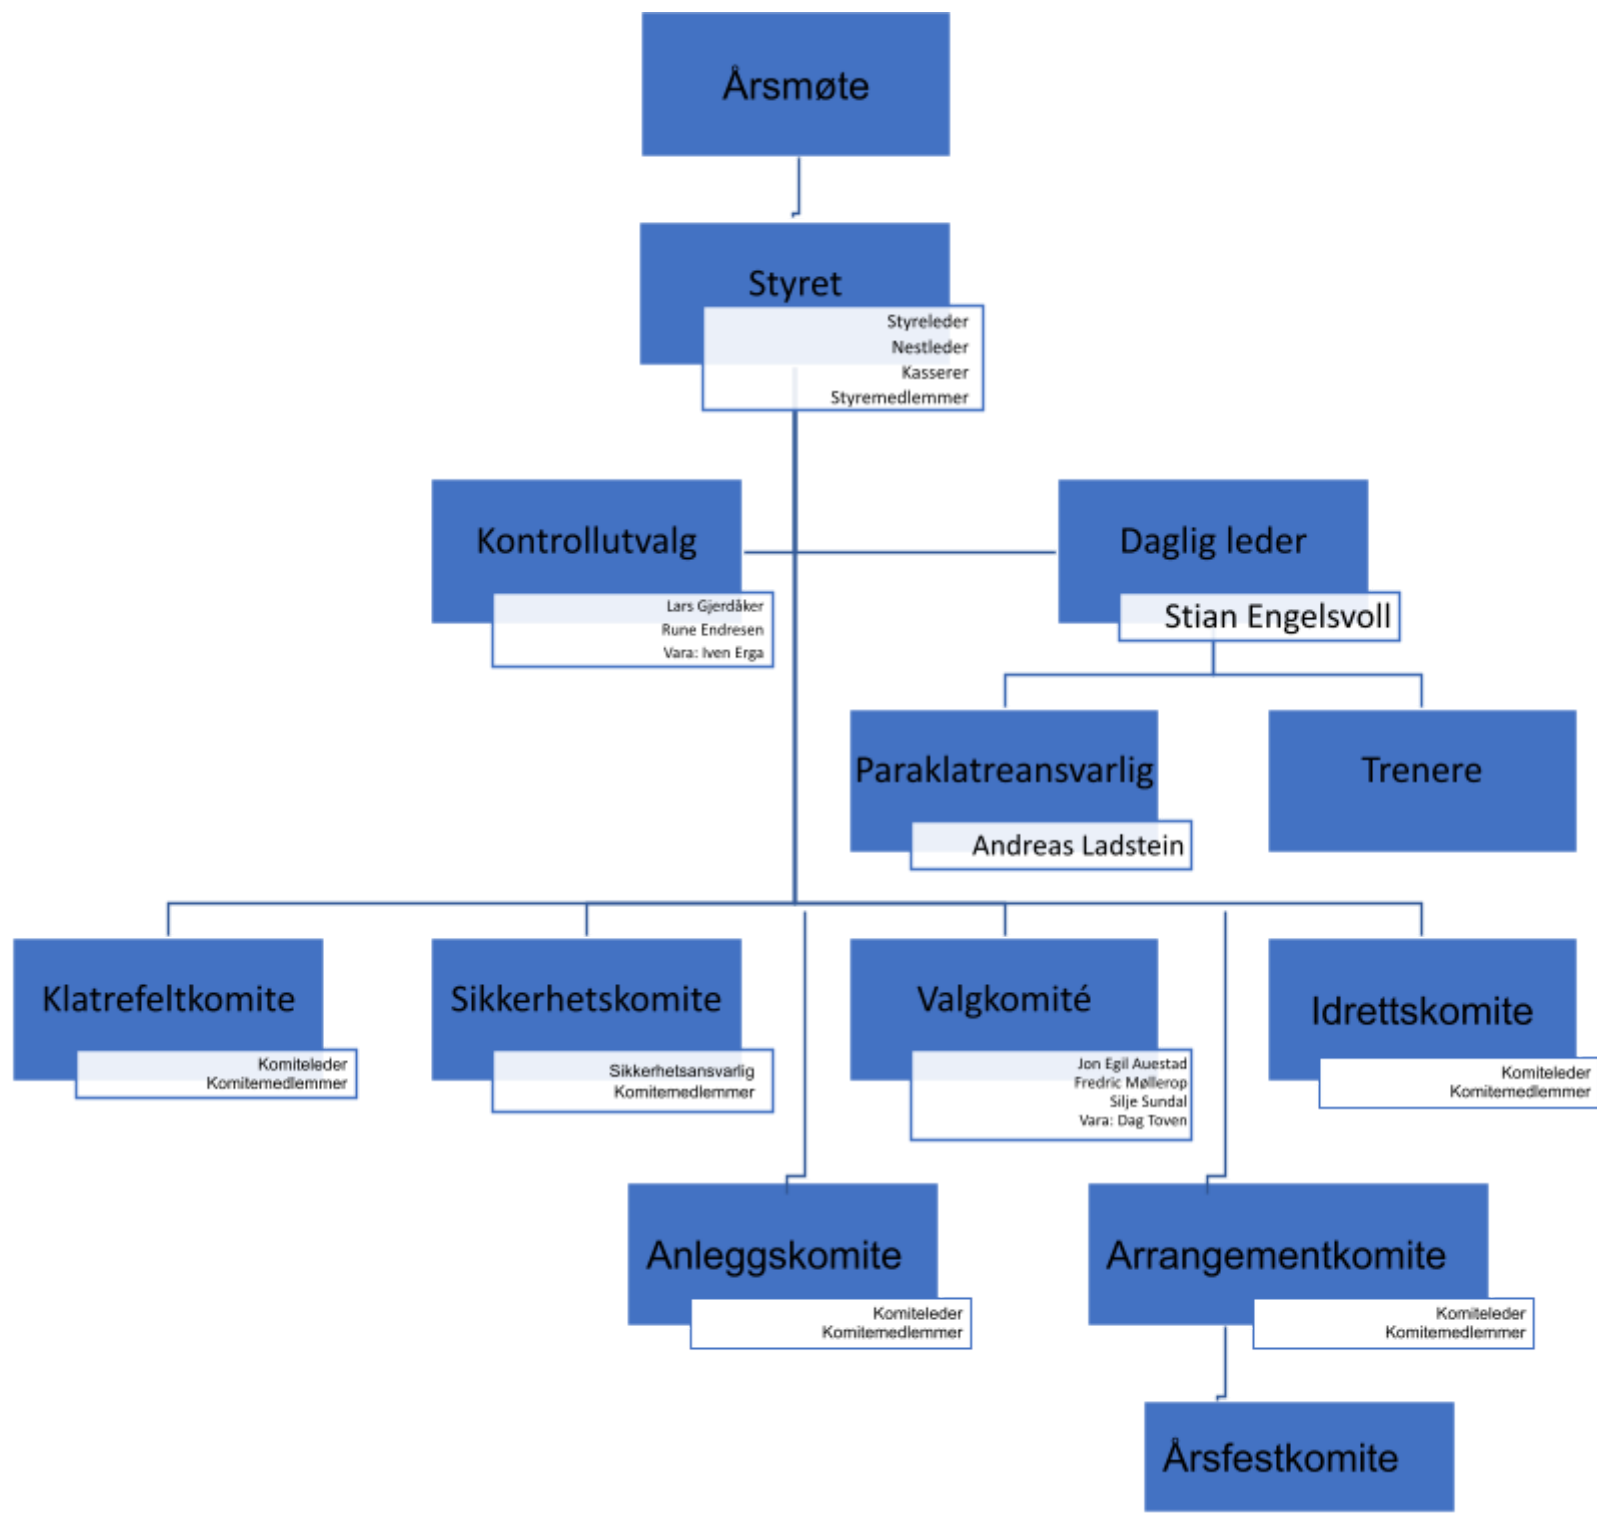 Årsmøte
Styret
Styreleder
Nestleder
Kasserer
Styremedlemmer
Kontrollutvalg
Lars Gjerdåker
Rune Endresen
Vara: Iven Erga
Daglig leder
Stian Engelsvoll
Paraklatreansvarlig
Andreas Ladstein
Trenere
Klatrefeltkomite
Komiteleder
Komitemedlemmer
Sikkerhetskomite
Sikkerhetsansvarlig
Komitemedlemmer
Valgkomité
Jon Egil Auestad
Fredric Møllerop
Silje Sundal
Vara: Dag Toven
Idrettskomite
Komiteleder
Komitemedlemmer
Anleggskomite
Komiteleder
Komitemedlemmer
Arrangementkomite
Komiteleder
Komitemedlemmer
Årsfestkomite